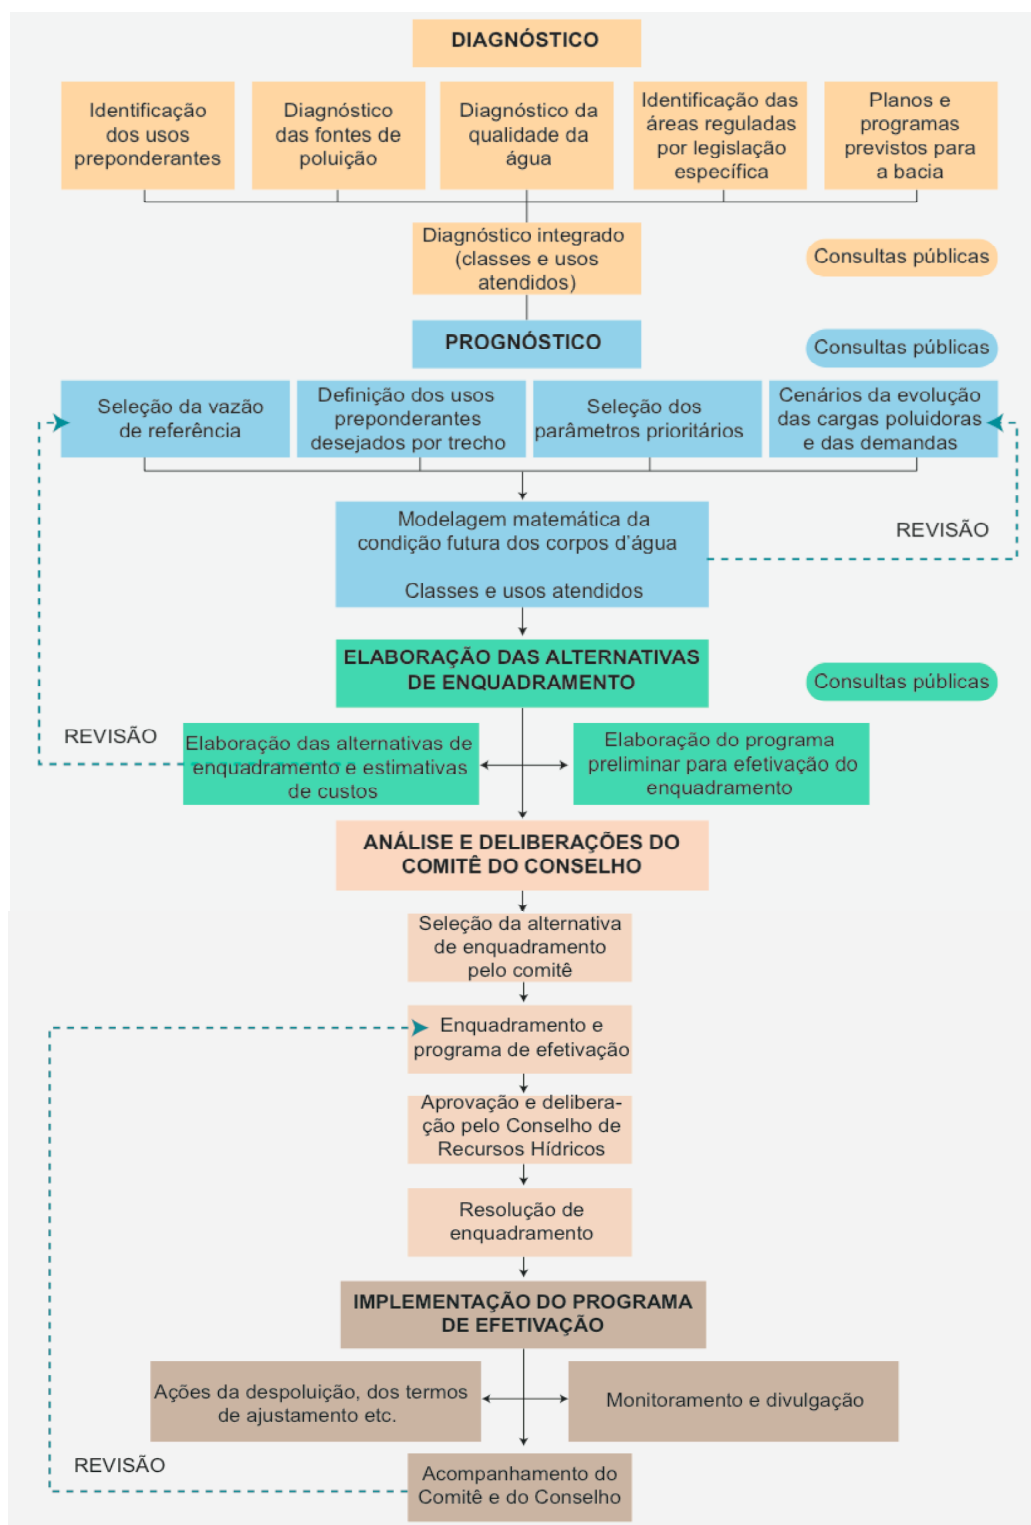 DIAGNÓSTICO
Identificação
dos usos
preponderantes
Diagnóstico
das fontes de
poluição
Diagnóstico da
qualidade da
água
Identificação das
áreas reguladas
por legislação
específica
Planos e
programas
previstos para
a bacia
Diagnóstico integrado
(classes e usos
atendidos)
Consultas públicas
PROGNÓSTICO
Consultas públicas
Seleção da vazão
de referência
Definição dos usos
preponderantes
desejados por trecho
Seleção dos
parâmetros prioritários
Cenários da evolução
das cargas poluidoras
e das demandas
Modelagem matemática da
condição futura dos corpos d'água
Classes e usos atendidos
REVISÃO
ELABORAÇÃO DAS ALTERNATIVAS
DE ENQUADRAMENTO
Consultas públicas
REVISÃO
Elaboração das alternativas de
enquadramento e estimativas
de custos
Elaboração do programa
preliminar para efetivação do
enquadramento
ANÁLISE E DELIBERAÇÕES DO
COMITÊ DO CONSELHO
Seleção da alternativa
de enquadramento
pelo comitê
Enquadramento e
programa de efetivação
Aprovação e delibera-
ção pelo Conselho de
Recursos Hídricos
Resolução de
enquadramento
IMPLEMENTAÇÃO DO PROGRAMA
DE EFETIVAÇÃO
Ações da despoluição, dos termos
de ajustamento etc.
Monitoramento e divulgação
REVISÃO
Acompanhamento do
Comitê e do Conselho